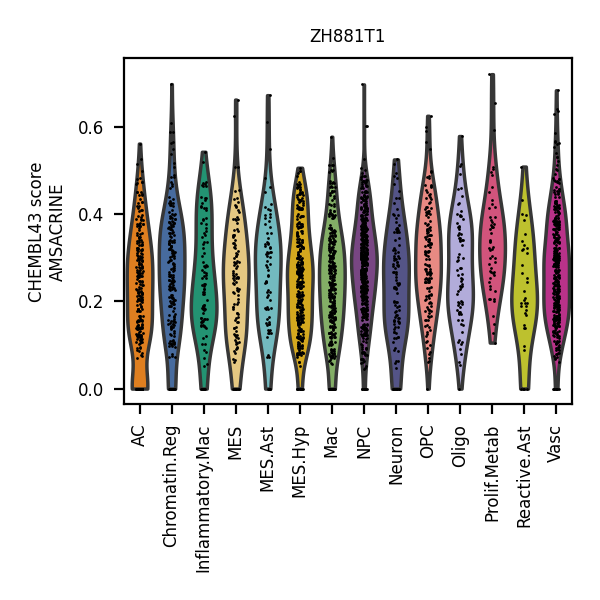 ZH881T1
CHEMBL43 score
AMSACRINE
0.6
0.4
0.2
0.0
AC
Chromatin.Reg
Inflammatory.Mac
MES
MES.Ast
MES.Hyp
Mac
NPC
Neuron
OPC
Oligo
Prolif.Metab
Reactive.Ast
Vasc